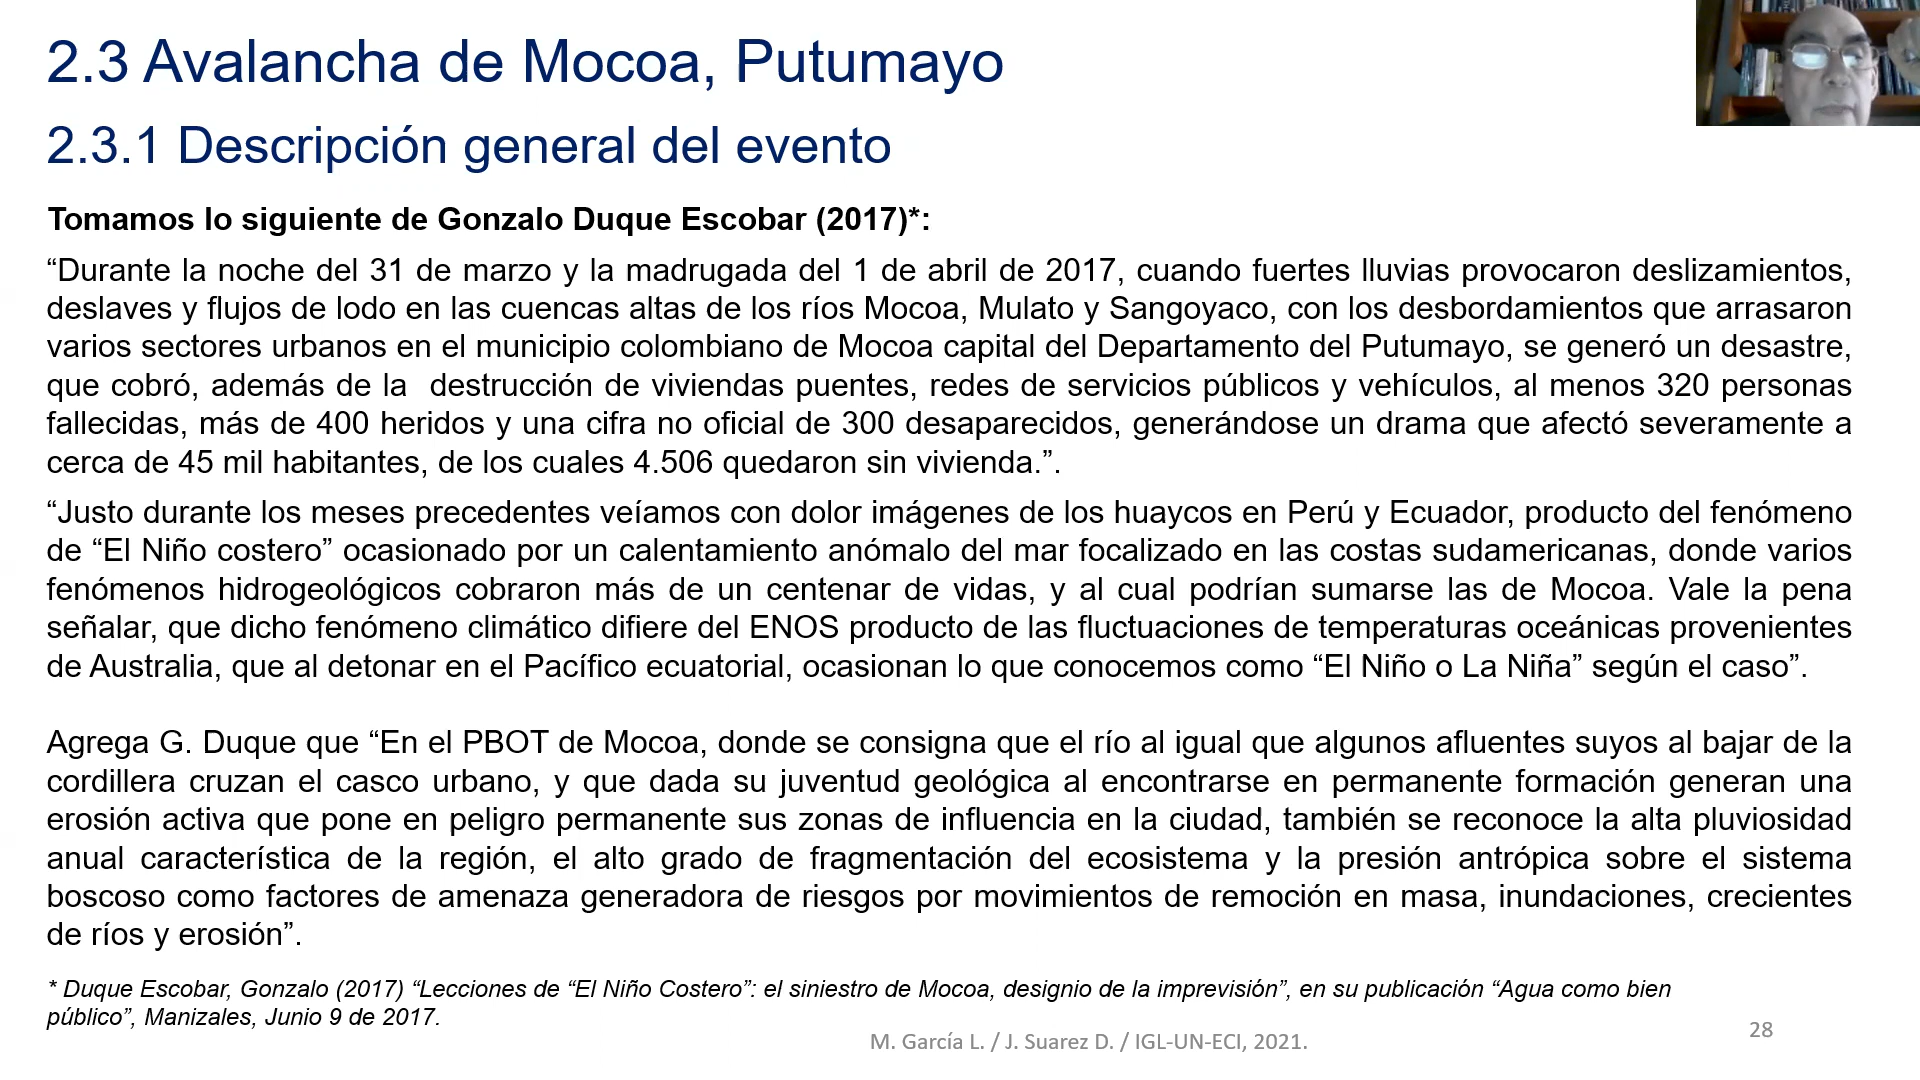 2.3 Avalancha de Mocoa, Putumayo
2.3.1 Descripción general del evento
Tomamos lo siguiente de Gonzalo Duque Escobar (2017)*:
“Durante la noche del 31 de marzo y la madrugada del 1 de abril de 2017, cuando fuertes lluvias provocaron deslizamientos,
deslaves y flujos de lodo en las cuencas altas de los ríos Mocoa, Mulato y Sangoyaco, con los desbordamientos que arrasaron
varios sectores urbanos en el municipio colombiano de Mocoa capital del Departamento del Putumayo, se generó un desastre,
que cobró, además de la  destrucción de viviendas puentes, redes de servicios públicos y vehículos, al menos 320 personas
fallecidas, más de 400 heridos y una cifra no oficial de 300 desaparecidos, generándose un drama que afectó severamente a
cerca de 45 mil habitantes, de los cuales 4.506 quedaron sin vivienda.”.
“Justo durante los meses precedentes veíamos con dolor imágenes de los huaycos en Perú y Ecuador, producto del fenómeno
de “El Niño costero” ocasionado por un calentamiento anómalo del mar focalizado en las costas sudamericanas, donde varios
fenómenos hidrogeológicos cobraron más de un centenar de vidas, y al cual podrían sumarse las de Mocoa. Vale la pena
señalar, que dicho fenómeno climático difiere del ENOS producto de las fluctuaciones de temperaturas oceánicas provenientes
de Australia, que al detonar en el Pacífico ecuatorial, ocasionan lo que conocemos como “El Niño o La Niña” según el caso”.
Agrega G. Duque que “En el PBOT de Mocoa, donde se consigna que el río al igual que algunos afluentes suyos al bajar de la
cordillera cruzan el casco urbano, y que dada su juventud geológica al encontrarse en permanente formación generan una
erosión activa que pone en peligro permanente sus zonas de influencia en la ciudad, también se reconoce la alta pluviosidad
anual característica de la región, el alto grado de fragmentación del ecosistema y la presión antrópica sobre el sistema
boscoso como factores de amenaza generadora de riesgos por movimientos de remoción en masa, inundaciones, crecientes
de ríos y erosión”.
* Duque Escobar, Gonzalo (2017) “Lecciones de “El Niño Costero”: el siniestro de Mocoa, designio de la imprevisión”, en su publicación “Agua como bien
público”, Manizales, Junio 9 de 2017.
M. García L. / J. Suarez D. / IGL-UN-ECI, 2021.
28